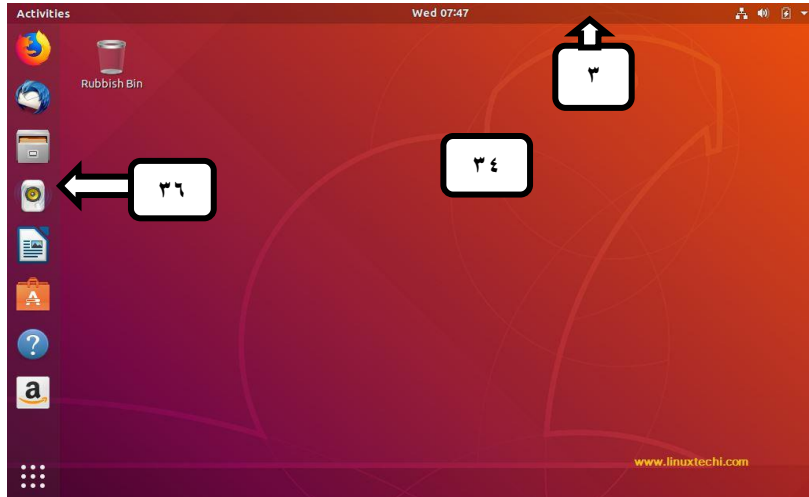 Activities
Wed 07:47
٣
Rubbish Bin
٣٤
٣٦
A
?
a
www.linuxtechi.com